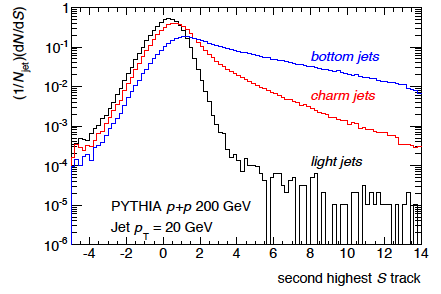 (1/N_jet)(dN/dS)
1
10^-1
10^-2
10^-3
10^-4
10^-5
10^-6
bottom jets
charm jets
light jets
PYTHIA p+p 200 GeV
Jet p_T = 20 GeV
-4 -2 0 2 4 6 8 10 12 14
second highest S track